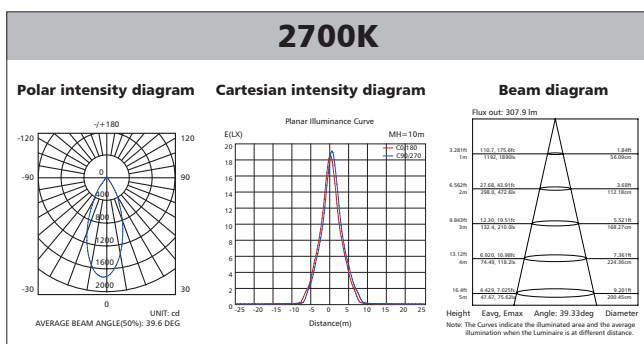 2700K
Polar intensity diagram
-/+180
-120
120
-90
90
0
400
800
1200
1600
2000
-30
30
0
UNIT: cd
AVERAGE BEAM ANGLE(50%): 39.6 DEG
Cartesian intensity diagram
Planar Illuminance Curve
E(LX)
MH=10m
C0/180
C90/270
20
18
16
14
12
10
8
6
4
2
0
-25 -20 -15 -10 -5 0 5 10 15 20 25
Distance(m)
Beam diagram
Flux out: 307.9 lm
3.281ft 110.7, 175.6fc 1.84ft
1m 1192, 1890lx 56.09cm
6.562ft 27.68, 43.91fc 3.68ft
2m 298.0, 472.6lx 112.18cm
9.843ft 12.30, 19.51fc 5.521ft
3m 132.4, 210.0lx 168.27cm
13.12ft 6.920, 10.98fc 7.361ft
4m 74.49, 118.2lx 224.36cm
16.4ft 4.429, 7.025fc 9.201ft
5m 47.67, 75.62lx 200.45cm
Height Eavg, Emax Angle: 39.33deg Diameter
Note: The Curves indicate the illuminated area and the average
illumination when the Luminaire is at different distance.